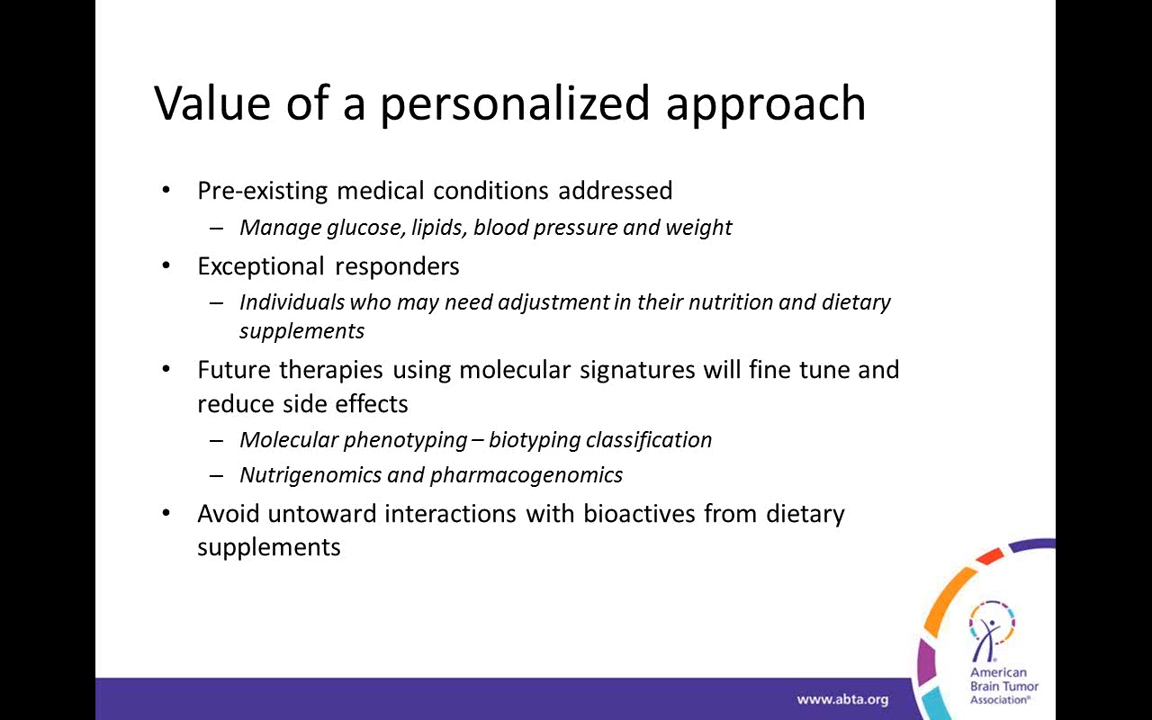 Value of a personalized approach
• Pre-existing medical conditions addressed
– Manage glucose, lipids, blood pressure and weight
• Exceptional responders
– Individuals who may need adjustment in their nutrition and dietary
supplements
• Future therapies using molecular signatures will fine tune and
reduce side effects
– Molecular phenotyping – biotyping classification
– Nutrigenomics and pharmacogenomics
• Avoid untoward interactions with bioactives from dietary
supplements
American
Brain Tumor
Association®
www.abta.org